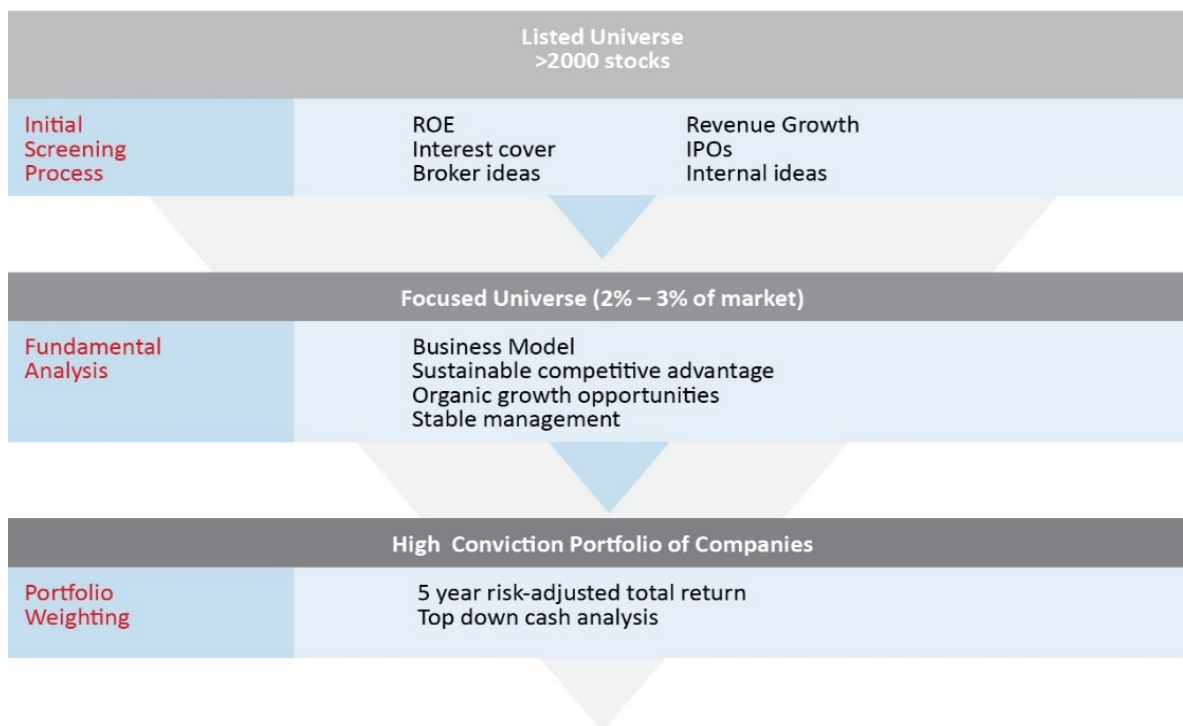 Listed Universe
>2000 stocks
Initial
Screening
Process
ROE
Interest cover
Broker ideas
Revenue Growth
IPOs
Internal ideas
Focused Universe (2% – 3% of market)
Fundamental
Analysis
Business Model
Sustainable competitive advantage
Organic growth opportunities
Stable management
High Conviction Portfolio of Companies
Portfolio
Weighting
5 year risk-adjusted total return
Top down cash analysis